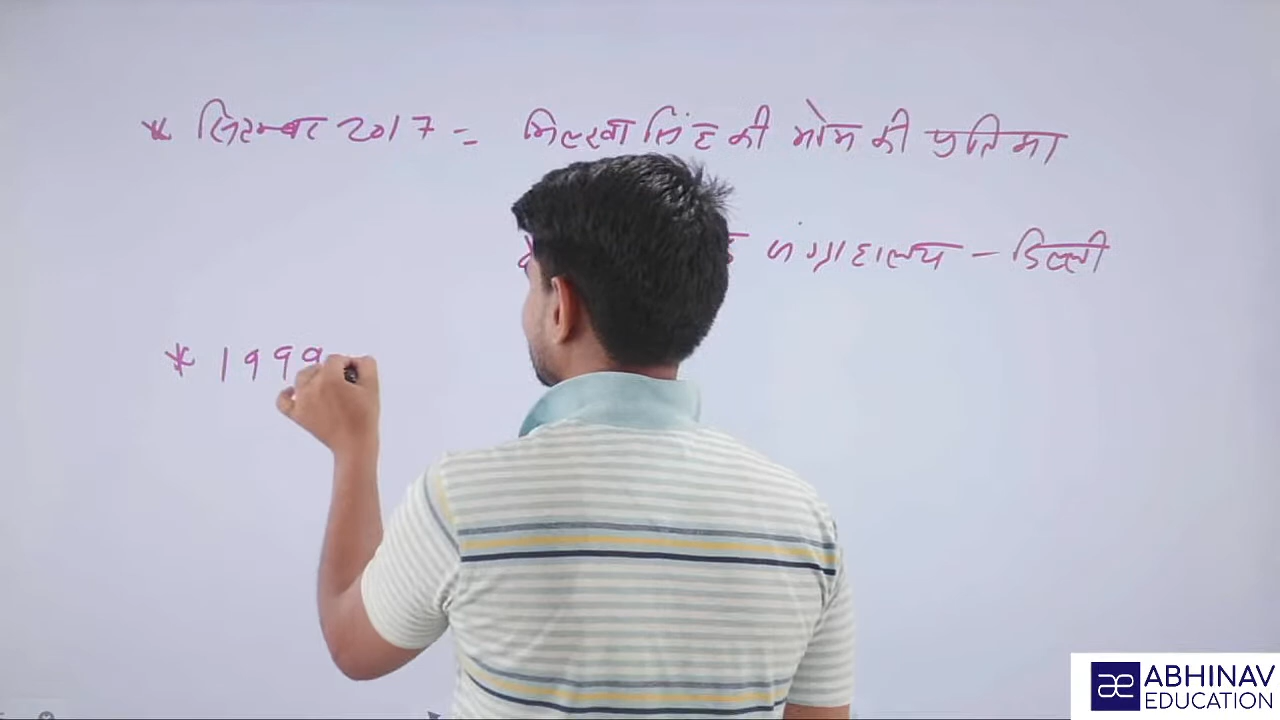 * सितम्बर 2017 = मिल्खा सिंह की मोम की प्रतिमा
संग्रहालय - दिल्ली
* 1999
ABHINAV
EDUCATION